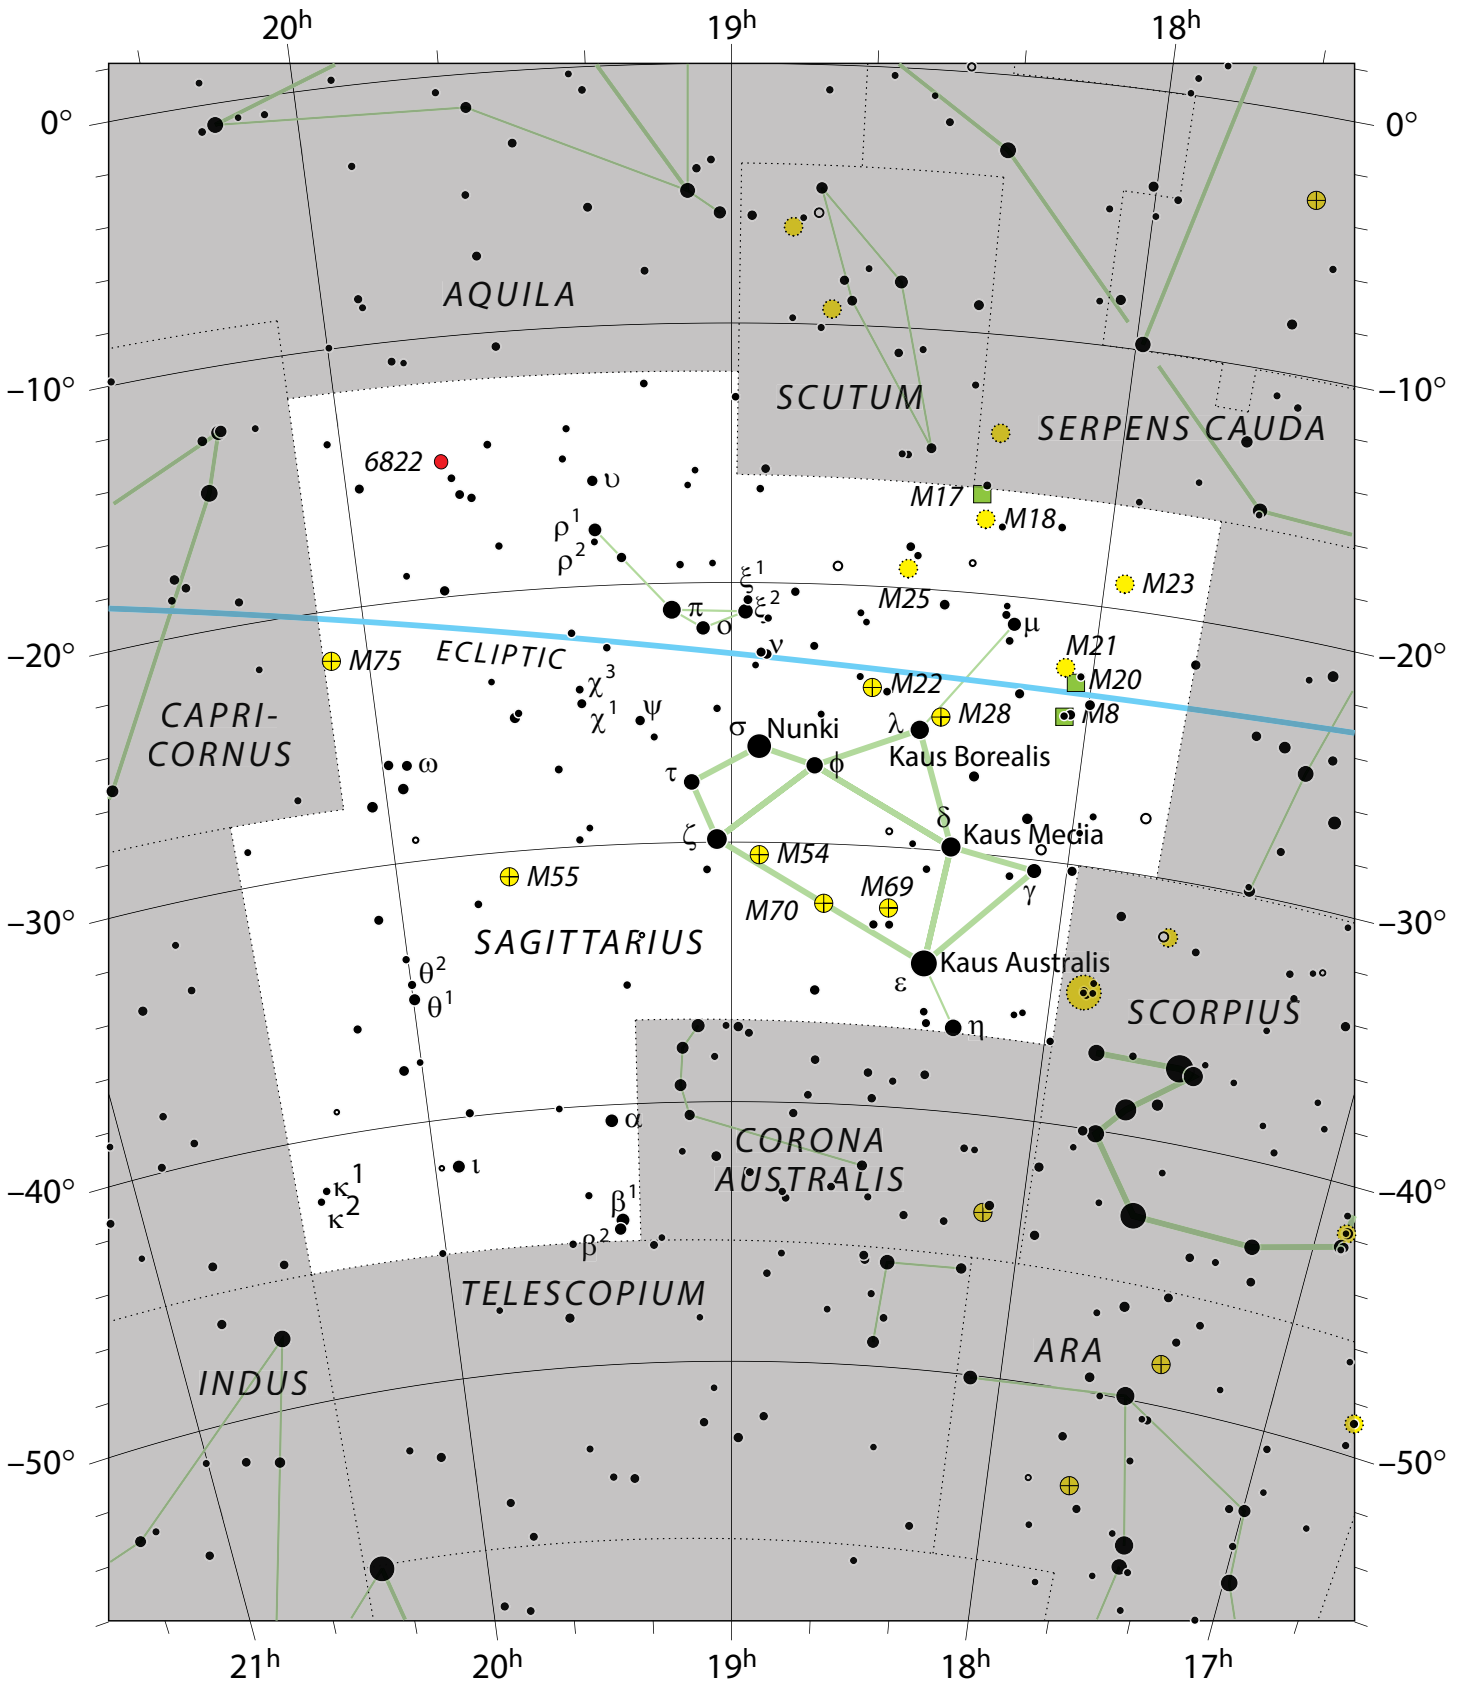 20h 19h 18h
0° 0°
AQUILA
−10° −10°
SCUTUM
SERPENS CAUDA
6822
υ
M17
M18
ρ1
ρ2
ξ1
ξ2
M25
M23
π
ο
μ
ECLIPTIC
ν
M21
−20° −20°
M75
M22
M20
χ3
χ1
ψ
M28
M8
CAPRI-
CORNUS
σ Nunki
λ
Kaus Borealis
ω
τ
φ
δ
Kaus Media
ζ
M54
M55
M69
γ
M70
−30° −30°
SAGITTARIUS
Kaus Australis
ε
θ2
θ1
SCORPIUS
η
α
CORONA
AUSTRALIS
ι
κ1
κ2
−40° −40°
β1
β2
TELESCOPIUM
ARA
INDUS
−50° −50°
21h 20h 19h 18h 17h